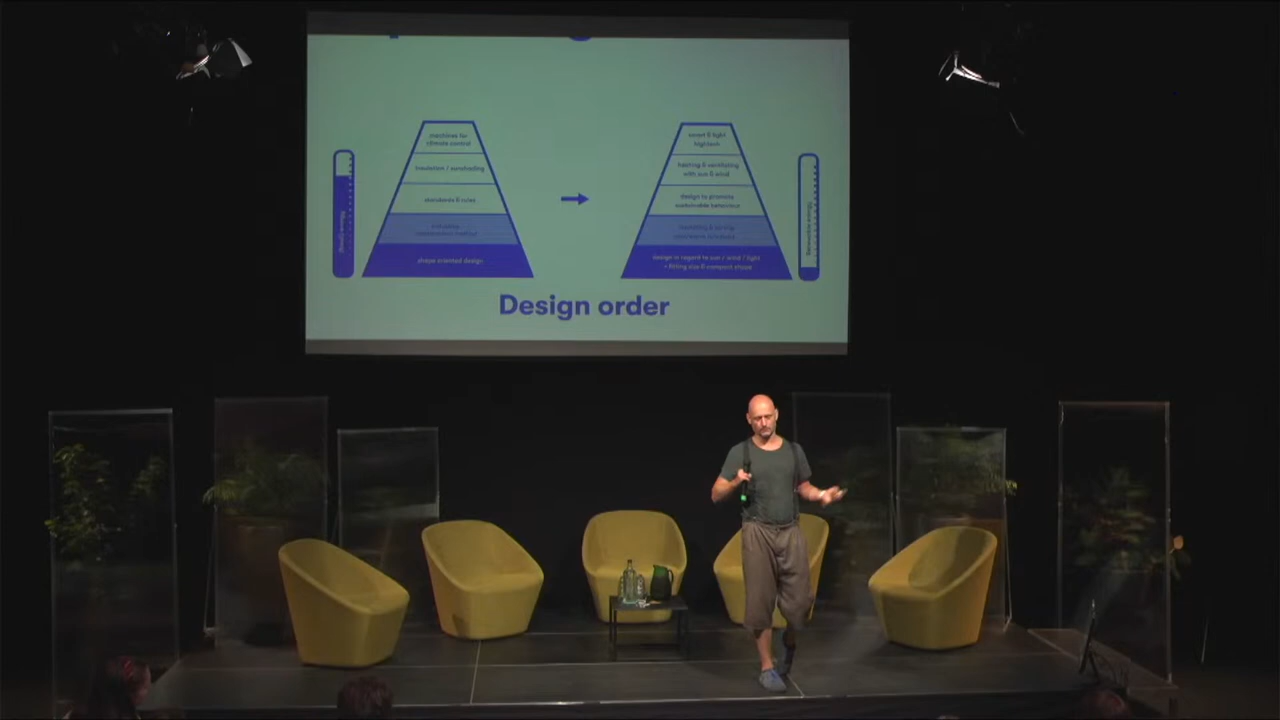 machines for
climate control
insulation / sunshading
standards & rules
shape oriented design
smart & light
hightech
heating & ventilating
with sun & wind
design to promote
sustainable behaviour
design in regard to sun / wind / light
+ fitting size & compact shape
Design order